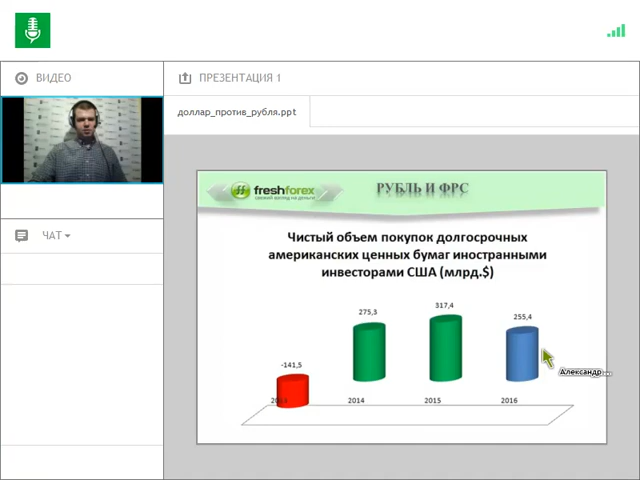 ВИДЕО
ПРЕЗЕНТАЦИЯ 1
доллар_против_рубля.ppt
ЧАТ
freshforex
свежий взгляд на деньги
РУБЛЬ И ФРС
Чистый объем покупок долгосрочных
американских ценных бумаг иностранными
инвесторами США (млрд.$)
-141,5
275,3
317,4
255,4
2014
2015
2016
Александр ...